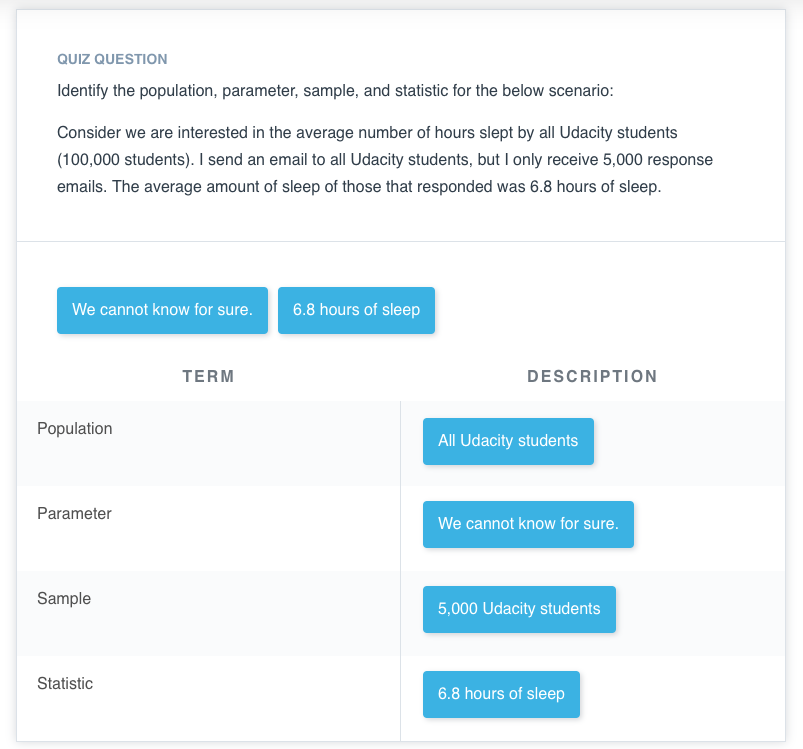 QUIZ QUESTION
Identify the population, parameter, sample, and statistic for the below scenario:
Consider we are interested in the average number of hours slept by all Udacity students
(100,000 students). I send an email to all Udacity students, but I only receive 5,000 response
emails. The average amount of sleep of those that responded was 6.8 hours of sleep.
We cannot know for sure. 6.8 hours of sleep
TERM DESCRIPTION
Population All Udacity students
Parameter We cannot know for sure.
Sample 5,000 Udacity students
Statistic 6.8 hours of sleep